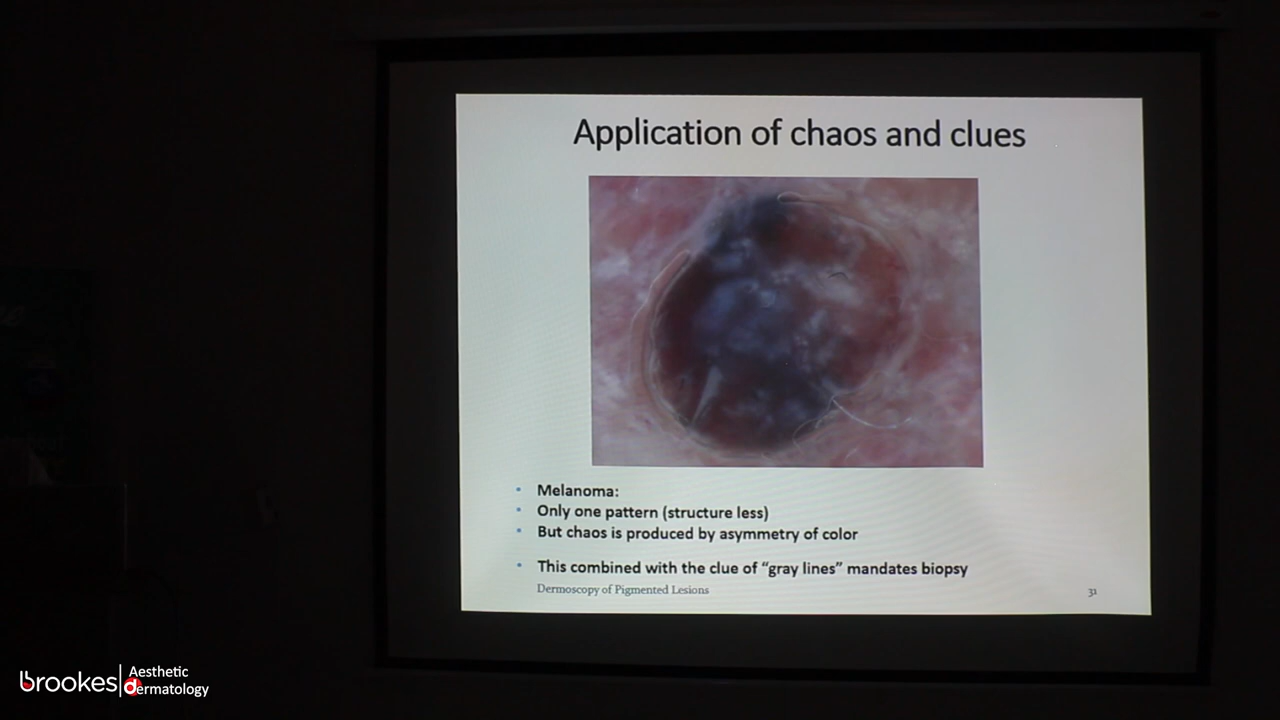 Application of chaos and clues
Melanoma:
Only one pattern (structure less)
But chaos is produced by asymmetry of color
This combined with the clue of “gray lines” mandates biopsy
Dermoscopy of Pigmented Lesions
31
brookes
Aesthetic
dermatology